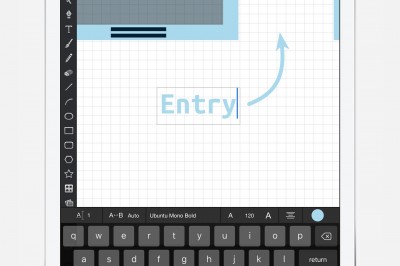 T
Entry
A 1 A↔B Auto Ubuntu Mono Bold A 120 A
q w e r t y u i o p
a s d f g h j k l return